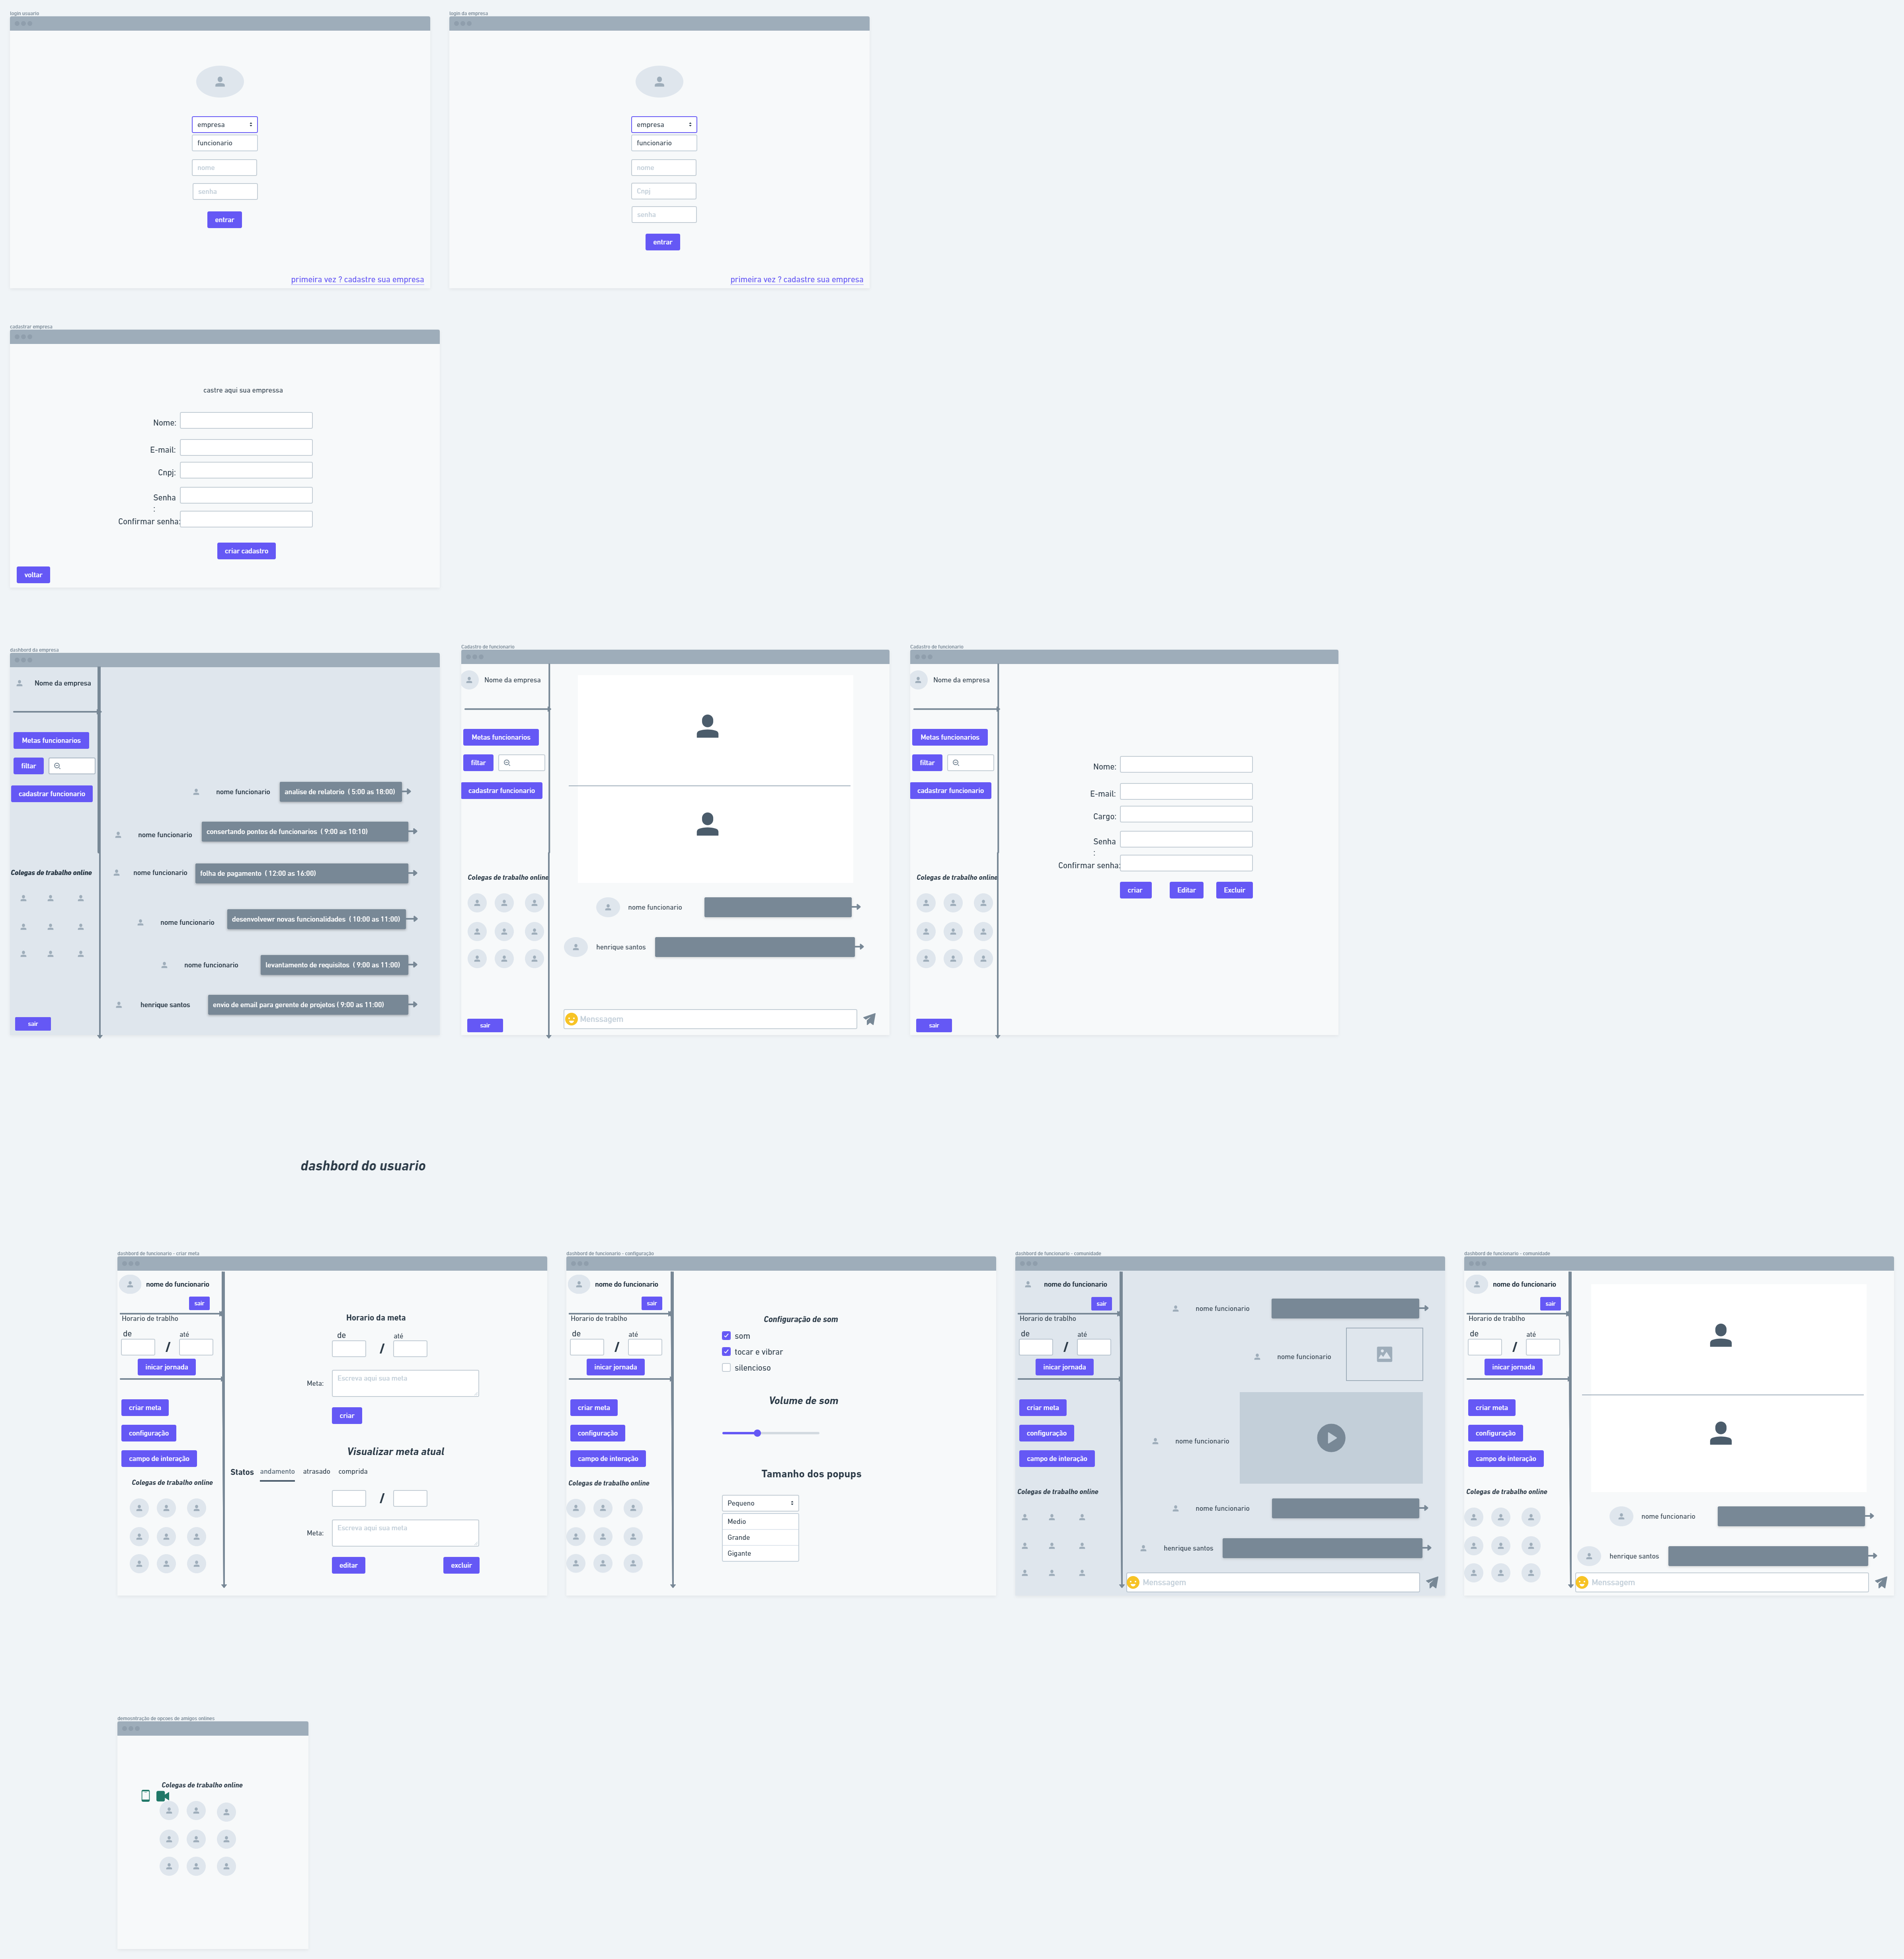 login usuario
empresa
funcionario
nome
senha
entrar
primeira vez ? cadastre sua empresa
login da empresa
empresa
funcionario
nome
Cnpj
senha
entrar
primeira vez ? cadastre sua empresa
cadastrar empresa
castre aqui sua empressa
Nome:
E-mail:
Cnpj:
Senha
:
Confirmar senha:
criar cadastro
voltar
dashbord da empresa
Nome da empresa
Metas funcionarios
filtar
cadastrar funcionario
Colegas de trabalho online
sair
nome funcionario
analise de relatorio ( 5:00 as 18:00)
nome funcionario
consertando pontos de funcionarios ( 9:00 as 10:10)
nome funcionario
folha de pagamento ( 12:00 as 16:00)
nome funcionario
desenvolvewr novas funcionalidades ( 10:00 as 11:00)
nome funcionario
levantamento de requisitos ( 9:00 as 11:00)
henrique santos
envio de email para gerente de projetos ( 9:00 as 11:00)
Cadastro de funcionario
Nome da empresa
Metas funcionarios
filtar
cadastrar funcionario
Colegas de trabalho online
sair
nome funcionario
henrique santos
Menssagem
Cadastro de funcionario
Nome da empresa
Metas funcionarios
filtar
cadastrar funcionario
Colegas de trabalho online
sair
Nome:
E-mail:
Cargo:
Senha
:
Confirmar senha:
criar
Editar
Excluir
dashbord do usuario
dashbord de funcionario - criar meta
nome do funcionario
sair
Horario de trablho
de
até
/
inicar jornada
criar meta
configuração
campo de interação
Colegas de trabalho online
Horario da meta
de
até
/
Meta:
Escreva aqui sua meta
criar
Visualizar meta atual
Statos
andamento
atrasado
comprida
/
Meta:
Escreva aqui sua meta
editar
excluir
dashbord de funcionario - configuração
nome do funcionario
sair
Horario de trablho
de
até
/
inicar jornada
criar meta
configuração
campo de interação
Colegas de trabalho online
Configuração de som
som
tocar e vibrar
silencioso
Volume de som
Tamanho dos popups
Pequeno
Medio
Grande
Gigante
dashbord de funcionario - comunidade
nome do funcionario
sair
Horario de trablho
de
até
/
inicar jornada
criar meta
configuração
campo de interação
Colegas de trabalho online
nome funcionario
nome funcionario
nome funcionario
nome funcionario
henrique santos
Menssagem
dashbord de funcionario - comunidade
nome do funcionario
sair
Horario de trablho
de
até
/
inicar jornada
criar meta
configuração
campo de interação
Colegas de trabalho online
nome funcionario
henrique santos
Menssagem
demosntração de opcoes de amigos onlines
Colegas de trabalho online